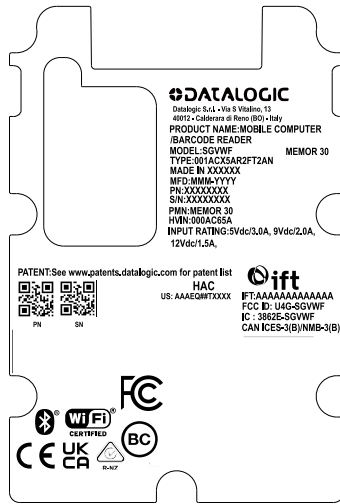 DATALOGIC
Datalogic S.r.l. - Via S Vitalino, 13
40012 - Calderara di Reno (BO) - Italy
PRODUCT NAME:MOBILE COMPUTER
/BARCODE READER
MODEL:SGVWF MEMOR 30
TYPE:001ACX5AR2FT2AN
MADE IN XXXXXX
MFD:MMM-YYYY
PN:XXXXXXXX
S/N:XXXXXXXX
PMN:MEMOR 30
HVIN:000AC65A
INPUT RATING:5Vdc/3.0A, 9Vdc/2.0A,
12Vdc/1.5A,
PATENT:See www.patents.datalogic.com for patent list
HAC
US: AAAEQ##TXXXX
PN SN
ift
IFT:AAAAAAAAAAAAA
FCC ID: U4G-SGVWF
IC : 3862E-SGVWF
CAN ICES-3(B)/NMB-3(B)
FC
Wi Fi
CERTIFIED
BC
CE
UK
CA
R-NZ